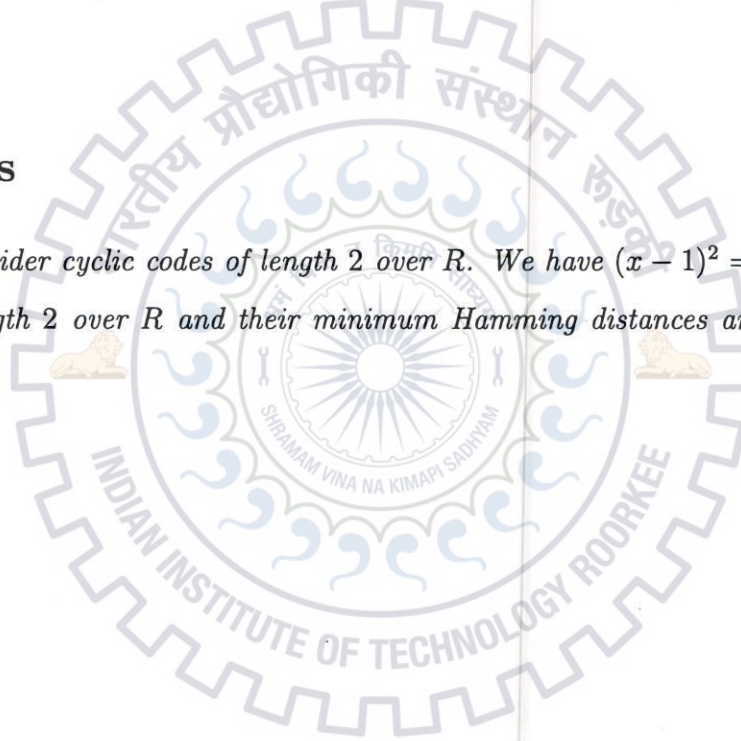 s
ider cyclic codes of length 2 over R. We have (x − 1)² =
gth 2 over R and their minimum Hamming distances a
भारतीय प्रौद्योगिकी संस्थान रुड़की
SHRAMAM VINA NA KIMAPI SADHYAM
INDIAN INSTITUTE OF TECHNOLOGY ROORKEE